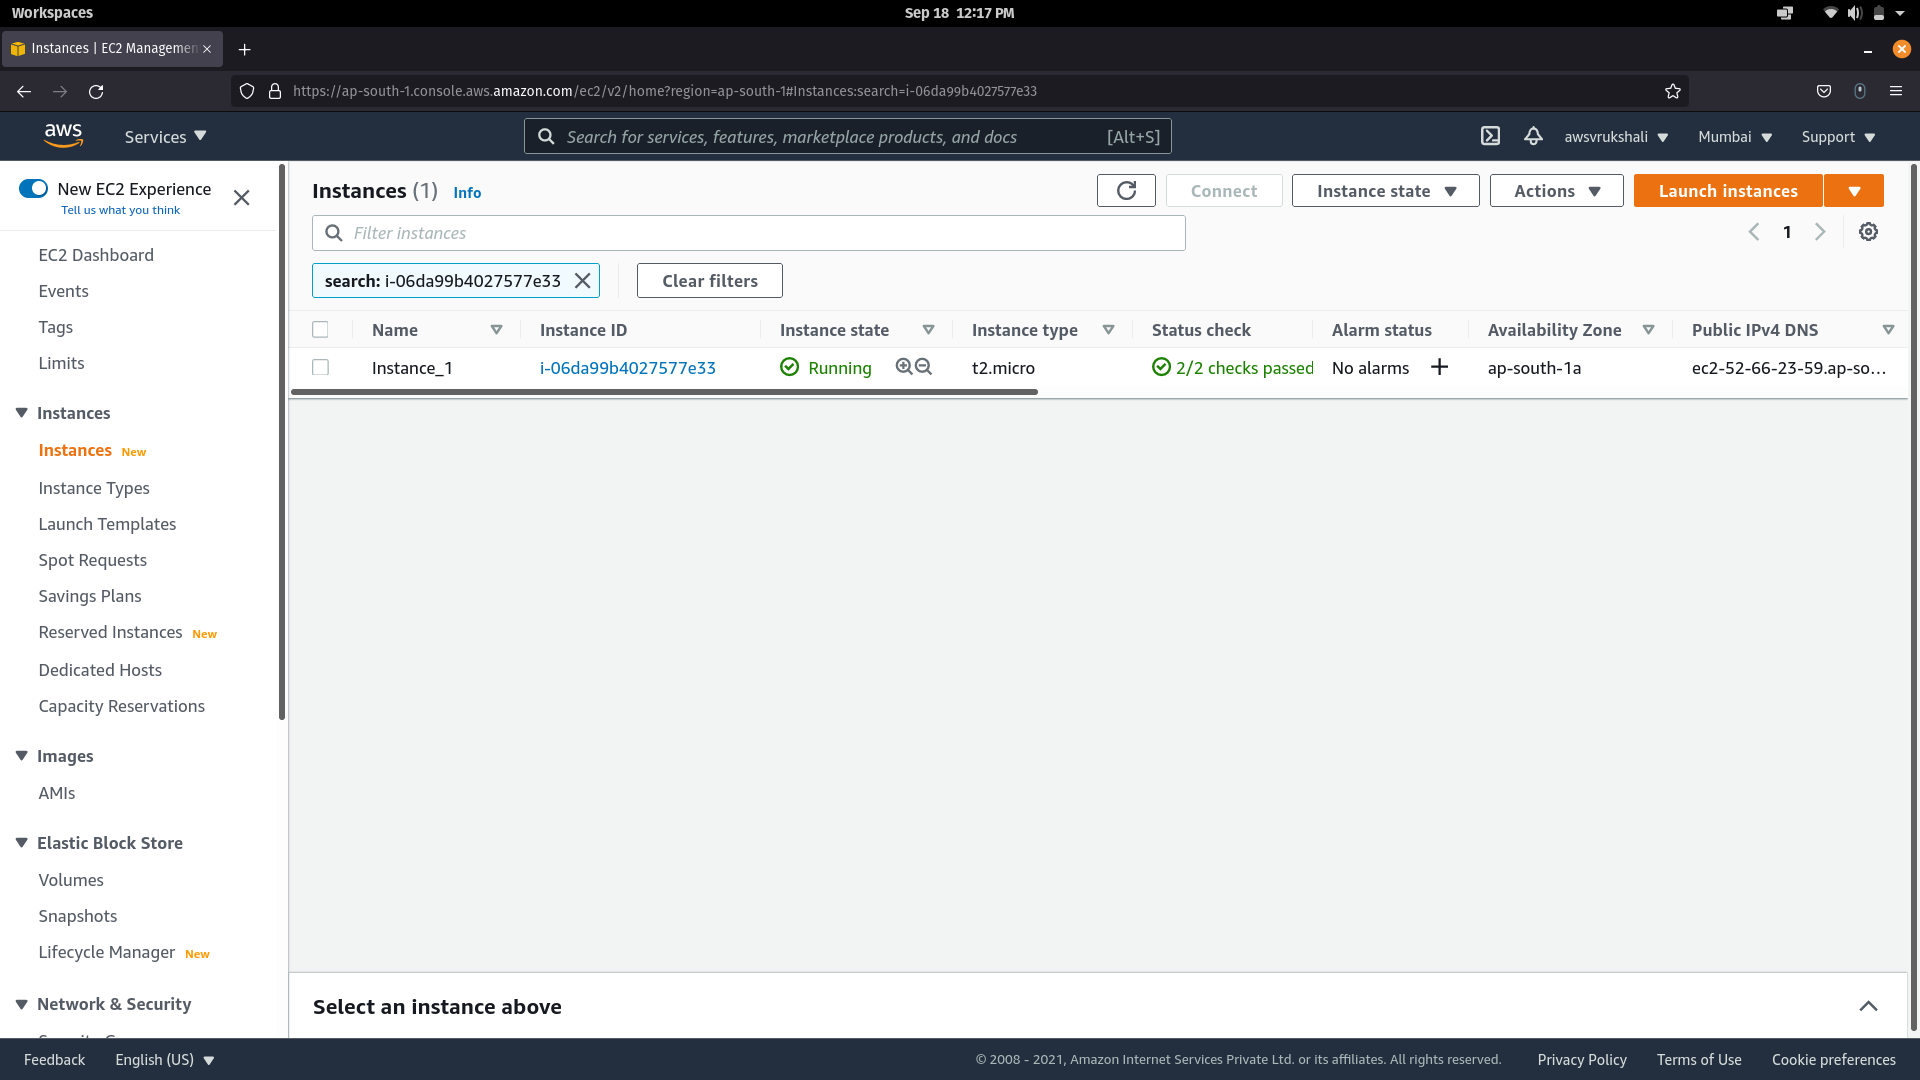 Workspaces
Sep 18 12:17 PM
Instances | EC2 Managemen
https://ap-south-1.console.aws.amazon.com/ec2/v2/home?region=ap-south-1#Instances:search=i-06da99b4027577e33
aws
Services
Search for services, features, marketplace products, and docs
[Alt+S]
awsvrukshali
Mumbai
Support
New EC2 Experience
Tell us what you think
EC2 Dashboard
Events
Tags
Limits
Instances
Instances New
Instance Types
Launch Templates
Spot Requests
Savings Plans
Reserved Instances New
Dedicated Hosts
Capacity Reservations
Images
AMIs
Elastic Block Store
Volumes
Snapshots
Lifecycle Manager New
Network & Security
Instances (1) Info
Connect
Instance state
Actions
Launch instances
Filter instances
1
search: i-06da99b4027577e33
Clear filters
Name Instance ID Instance state Instance type Status check Alarm status Availability Zone Public IPv4 DNS
Instance_1 i-06da99b4027577e33 Running t2.micro 2/2 checks passed No alarms ap-south-1a ec2-52-66-23-59.ap-so...
Select an instance above
Feedback
English (US)
© 2008 - 2021, Amazon Internet Services Private Ltd. or its affiliates. All rights reserved.
Privacy Policy
Terms of Use
Cookie preferences